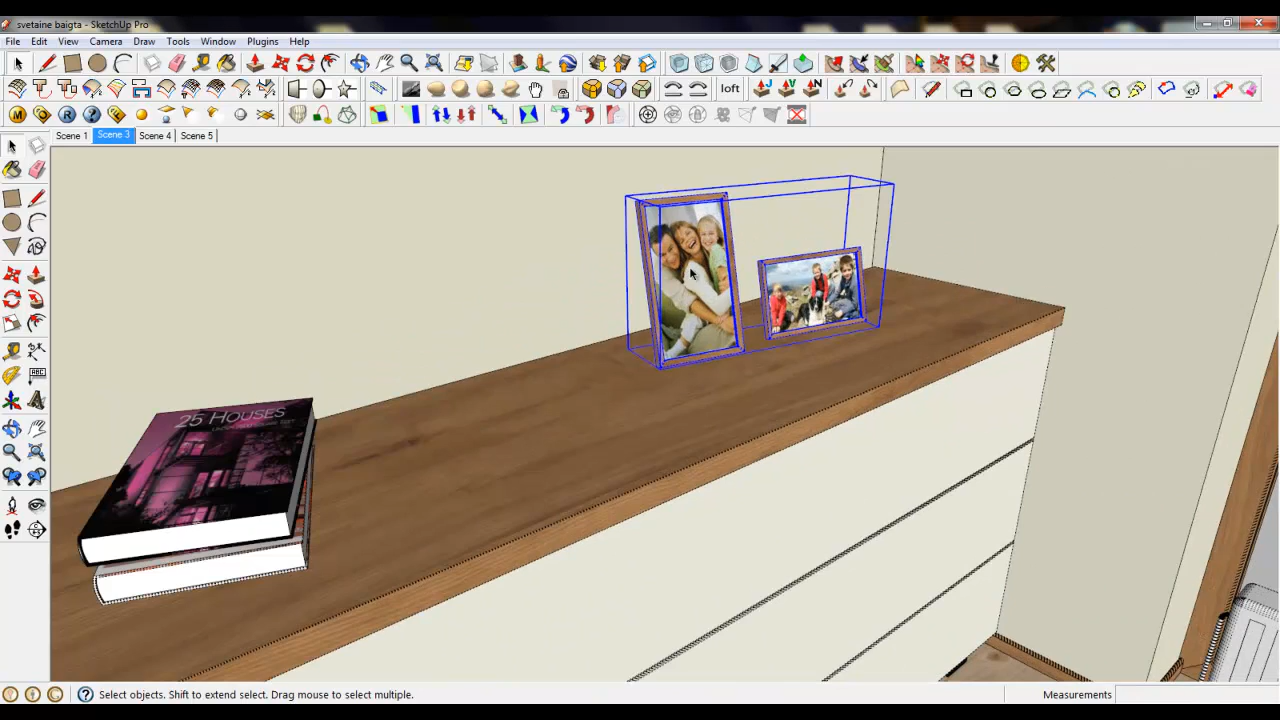 svetaine baigta - SketchUp Pro
File Edit View Camera Draw Tools Window Plugins Help
loft
Scene 1 Scene 3 Scene 4 Scene 5
25 HOUSES
ABC
Select objects. Shift to extend select. Drag mouse to select multiple.
Measurements